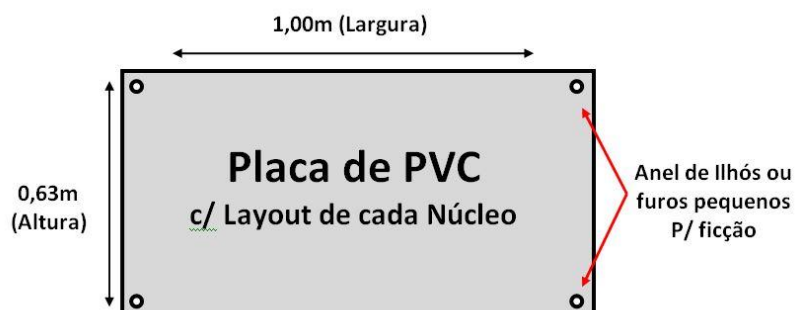 1,00m (Largura)
Placa de PVC
c/ Layout de cada Núcleo
0,63m
(Altura)
Anel de Ilhós ou
furos pequenos
P/ ficção